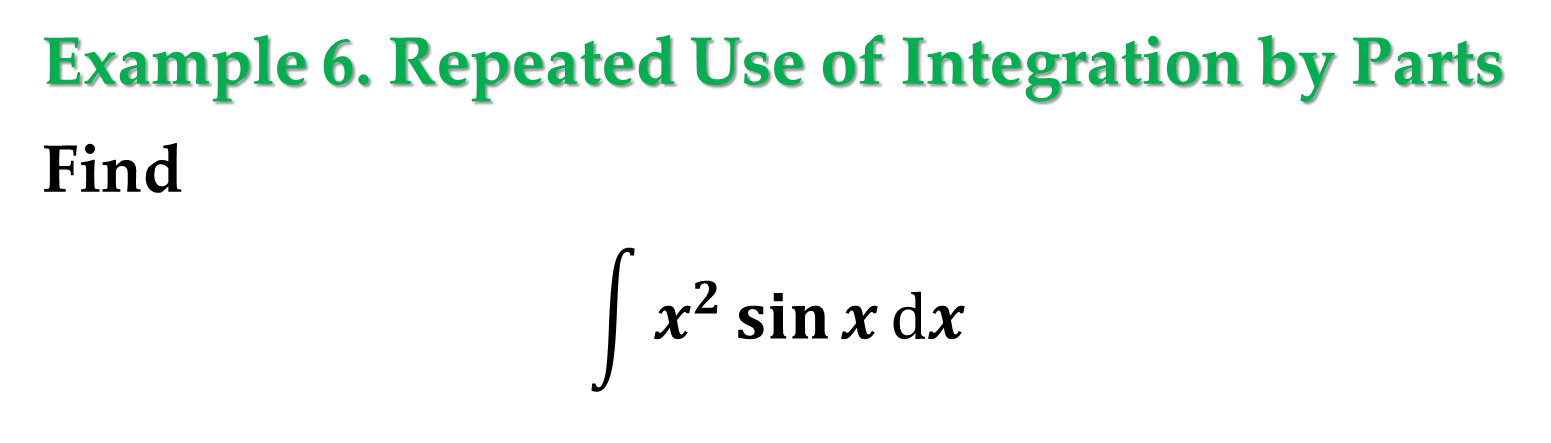 Example 6. Repeated Use of Integration by Parts
Find
∫ x² sin x dx